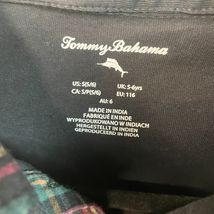 Tommy Bahama
US: S(5/6) UK: 5-6yrs
CA: S/P(5/6) EU: 116
AU: 6
MADE IN INDIA
FABRIQUÉ EN INDE
WYPRODUKOWANO W INDIACH
HERGESTELLT IN INDIEN
GEPRODUCEERD IN INDIA